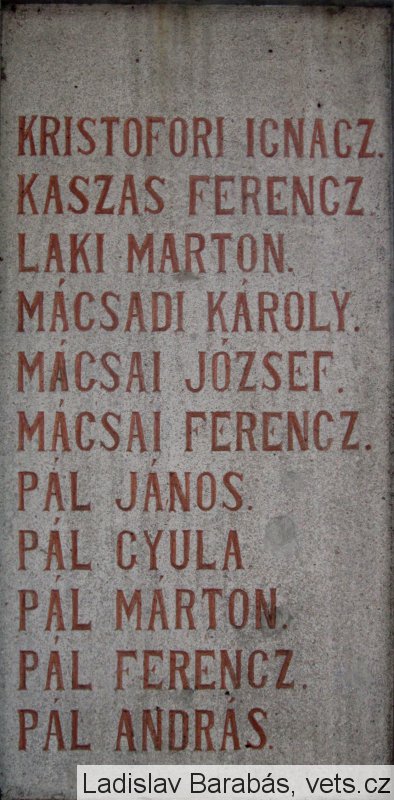 KRISTOFORI IGNÁCZ.
KASZAS FERENCZ.
LAKI MARTON.
MÁCSADI KÁROLY.
MÁCSAI JÓZSEF.
MÁCSAI FERENCZ.
PÁL JÁNOS.
PÁL GYULA.
PÁL MÁRTON.
PÁL FERENCZ.
PÁL ANDRÁS.
Ladislav Barabás, vets.cz